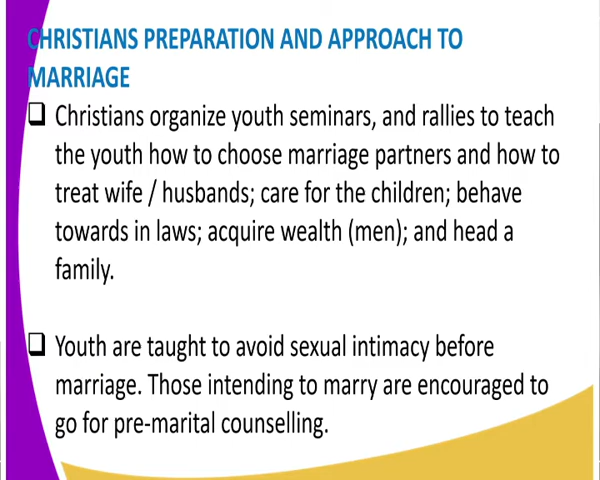 CHRISTIANS PREPARATION AND APPROACH TO
MARRIAGE
Christians organize youth seminars, and rallies to teach
the youth how to choose marriage partners and how to
treat wife / husbands; care for the children; behave
towards in laws; acquire wealth (men); and head a
family.
Youth are taught to avoid sexual intimacy before
marriage. Those intending to marry are encouraged to
go for pre-marital counselling.